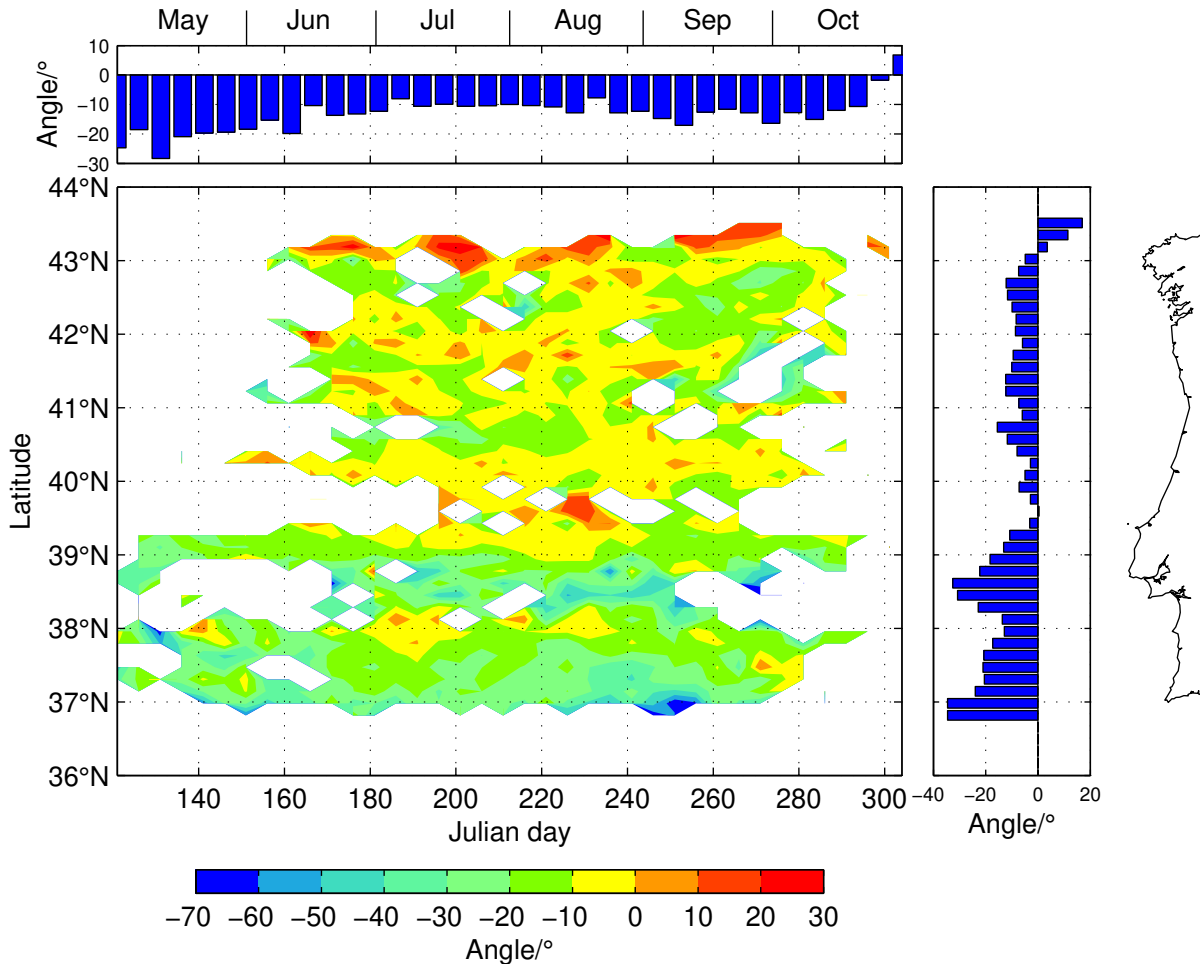 May Jun Jul Aug Sep Oct
10
0
−10
−20
−30
Angle/°
44°N
43°N
42°N
41°N
40°N
39°N
38°N
37°N
36°N
Latitude
140 160 180 200 220 240 260 280 300
Julian day
−40 −20 0 20
Angle/°
−70 −60 −50 −40 −30 −20 −10 0 10 20 30
Angle/°